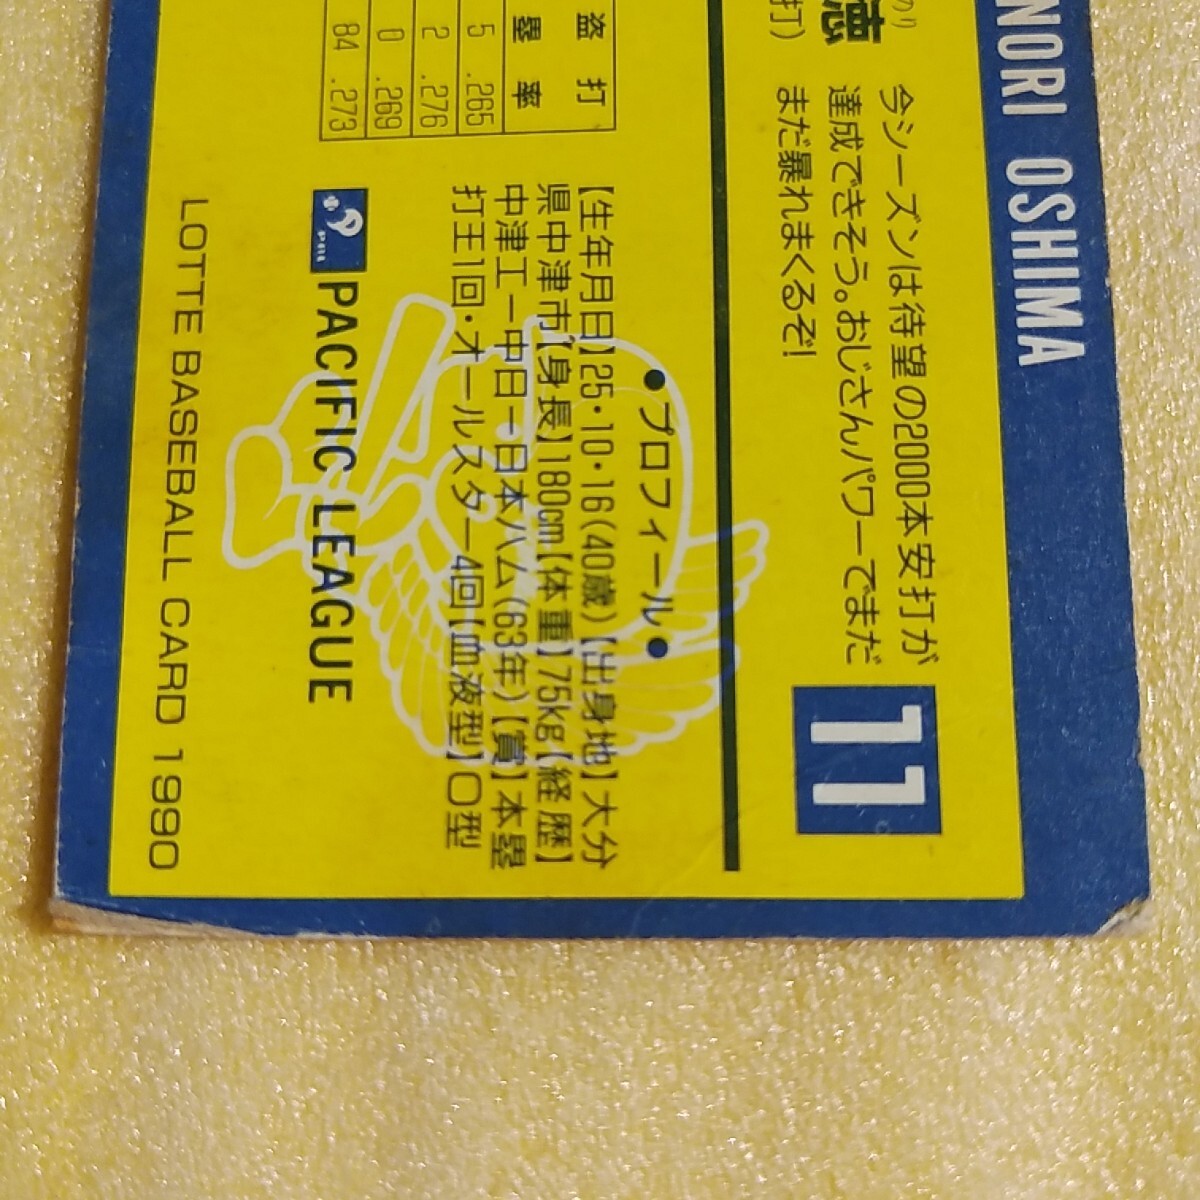 NORI OSHIMA
のり
徳
打)
今シーズンは待望の2000本安打が
達成できそう。おじさんパワーでまだ
まだ暴れまくるぞ!
11
盗塁 打率
5 .265
2 .276
0 .269
84 .273
•プロフィール•
【生年月日】25・10・16(40歳)【出身地】大分
県中津市【身長】180cm【体重】75kg【経歴】
中津工ー中日ー日本ハム(63年)【賞】本塁
打王1回・オールスター4回【血液型】O型
PACIFIC LEAGUE
LOTTE BASEBALL CARD 1990